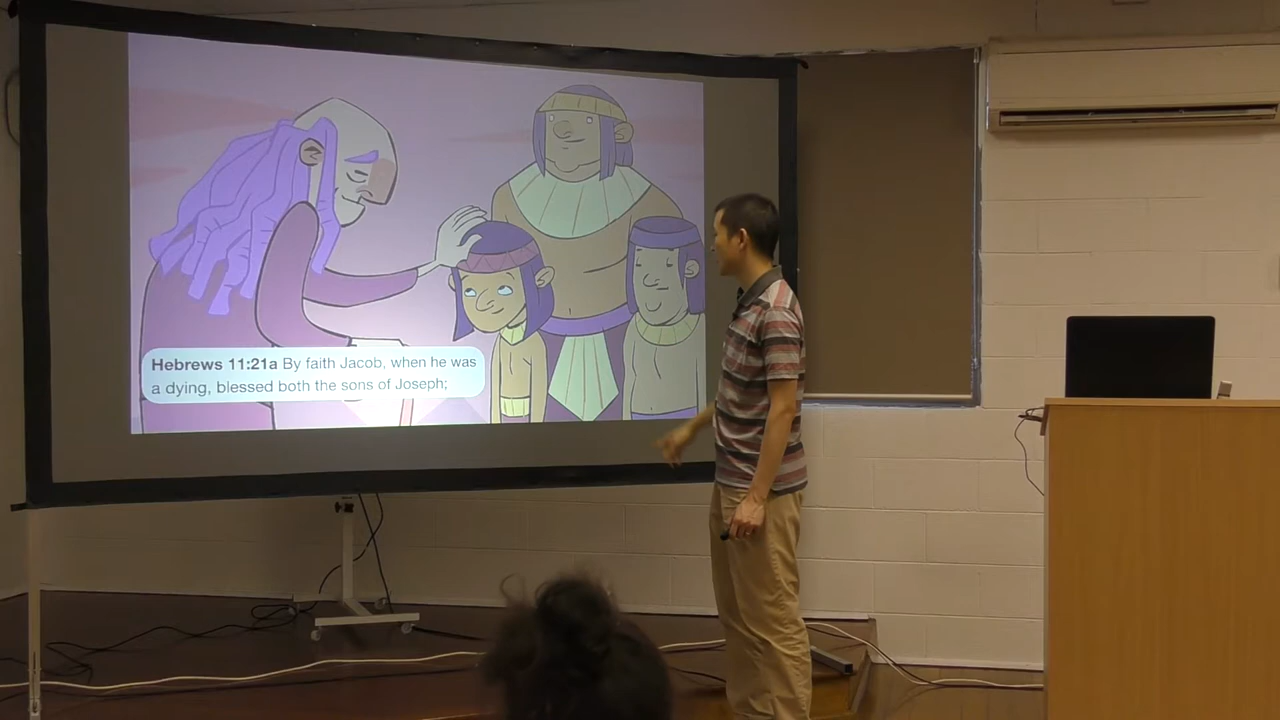 Hebrews 11:21a By faith Jacob, when he was
a dying, blessed both the sons of Joseph;